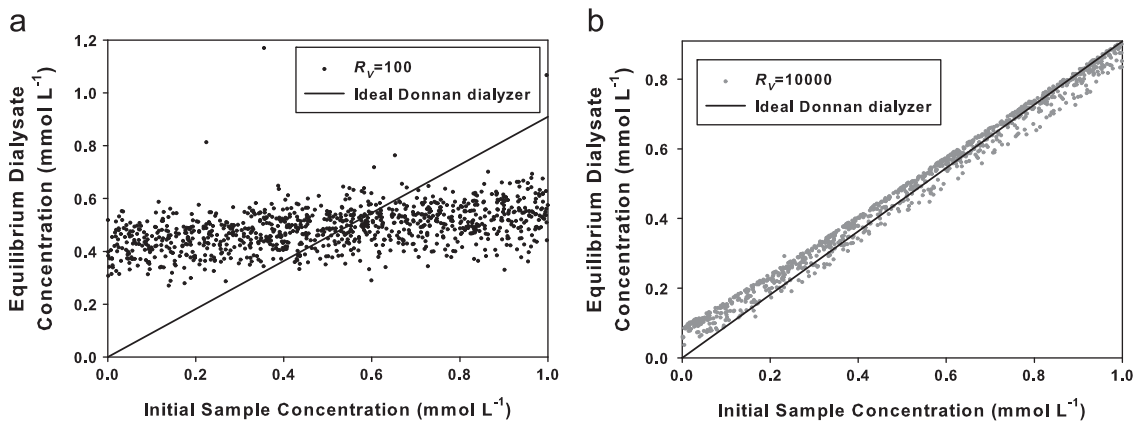 a
Equilibrium Dialysate
Concentration (mmol L⁻¹)
1.2
1.0
0.8
0.6
0.4
0.2
0.0
R_V=100
Ideal Donnan dialyzer
0.0 0.2 0.4 0.6 0.8 1.0
Initial Sample Concentration (mmol L⁻¹)
b
Equilibrium Dialysate
Concentration (mmol L⁻¹)
0.8
0.6
0.4
0.2
0.0
R_V=10000
Ideal Donnan dialyzer
0.0 0.2 0.4 0.6 0.8 1.0
Initial Sample Concentration (mmol L⁻¹)